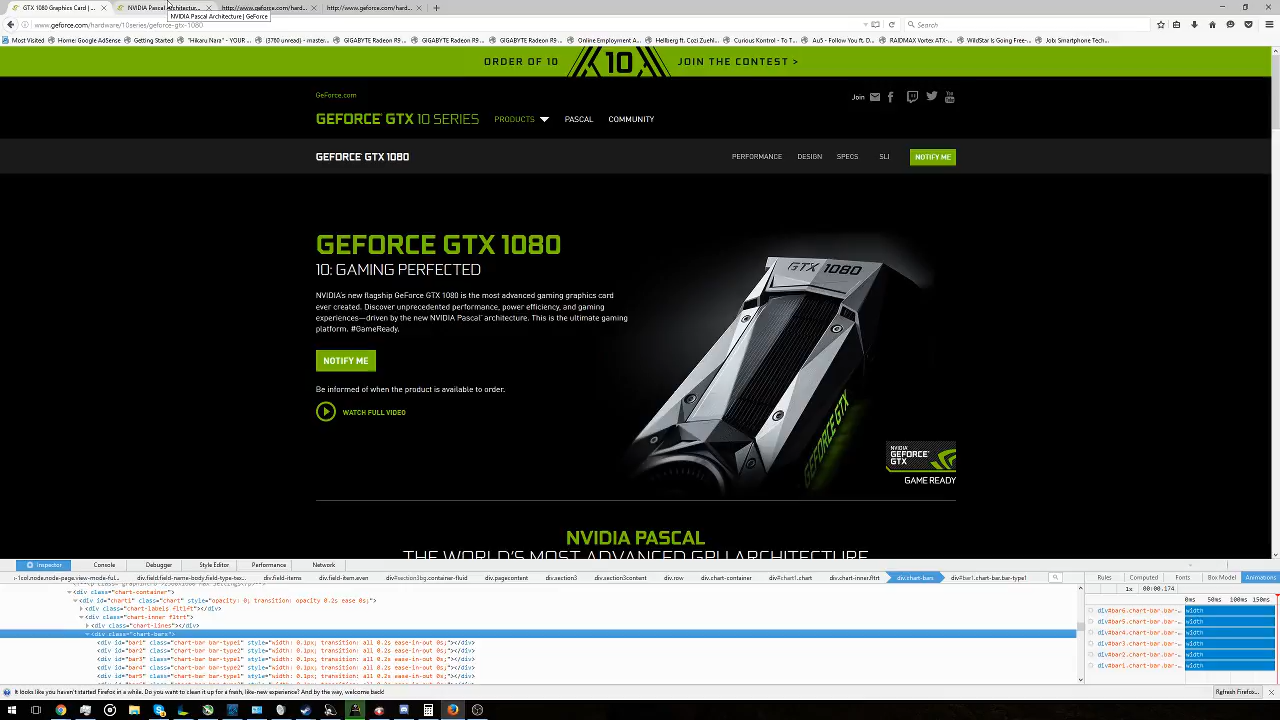 GTX 1080 Graphics Card | ...
NVIDIA Pascal Architectur...
http://www.geforce.com/hard...
http://www.geforce.com/hard...
NVIDIA Pascal Architecture | GeForce
www.geforce.com/hardware/10series/geforce-gtx-1080
Search
Most Visited
Home: Google AdSense
Getting Started
"Hikaru Nara" - YOUR ...
(3760 unread) - master...
GIGABYTE Radeon R9 ...
GIGABYTE Radeon R9 ...
GIGABYTE Radeon R9 ...
Online Employment A...
Hellberg ft. Cozi Zuehl...
Curious Kontrol - To T...
Au5 - Follow You ft. D...
RAIDMAX Vortex ATX-...
WildStar Is Going Free-...
Job: Smartphone Tech...
ORDER OF 10
10
JOIN THE CONTEST >
GeForce.com
Join
GEFORCE GTX 10 SERIES
PRODUCTS
PASCAL
COMMUNITY
GEFORCE GTX 1080
PERFORMANCE
DESIGN
SPECS
SLI
NOTIFY ME
GEFORCE GTX 1080
10: GAMING PERFECTED
NVIDIA's new flagship GeForce GTX 1080 is the most advanced gaming graphics card
ever created. Discover unprecedented performance, power efficiency, and gaming
experiences—driven by the new NVIDIA Pascal™ architecture. This is the ultimate gaming
platform. #GameReady.
NOTIFY ME
Be informed of when the product is available to order.
WATCH FULL VIDEO
GTX 1080
GEFORCE GTX
NVIDIA
GEFORCE
GTX
GAME READY
NVIDIA PASCAL
THE WORLD'S MOST ADVANCED GPU ARCHITECTURE
Inspector
Console
Debugger
Style Editor
Performance
Network
div.field-items
div.field-item.even
div#section3bg.container-fluid
div.pagecontent
div.section3
div.section3content
div.row
div.chart-container
div#chart1.chart
div.chart-inner.fltrt
div.chart-bars
div#bar1.chart-bar.bar-type1
Rules
Computed
Fonts
Box Model
Animations
1x
00:00.174
0ms
50ms
100ms
150ms
<div class="chart-container">
<div id="chart1" class="chart" style="opacity: 0; transition: opacity 0.2s ease 0s;">
<div class="chart-labels fltlft"></div>
<div class="chart-inner fltrt">
<div class="chart-lines"></div>
<div class="chart-bars">
<div id="bar1" class="chart-bar bar-type1" style="width: 0.1px; transition: all 0.2s ease-in-out 0s;"></div>
<div id="bar2" class="chart-bar bar-type1" style="width: 0.1px; transition: all 0.2s ease-in-out 0s;"></div>
<div id="bar3" class="chart-bar bar-type2" style="width: 0.1px; transition: all 0.2s ease-in-out 0s;"></div>
<div id="bar4" class="chart-bar bar-type2" style="width: 0.1px; transition: all 0.2s ease-in-out 0s;"></div>
<div id="bar5" class="chart-bar bar-type2" style="width: 0.1px; transition: all 0.2s ease-in-out 0s;"></div>
div#bar6.chart-bar.bar-...
width
div#bar5.chart-bar.bar-...
width
div#bar4.chart-bar.bar-...
width
div#bar3.chart-bar.bar-...
width
div#bar2.chart-bar.bar-...
width
div#bar1.chart-bar.bar-...
width
It looks like you haven't started Firefox in a while. Do you want to clean it up for a fresh, like-new experience? And by the way, welcome back!
Refresh Firefox...